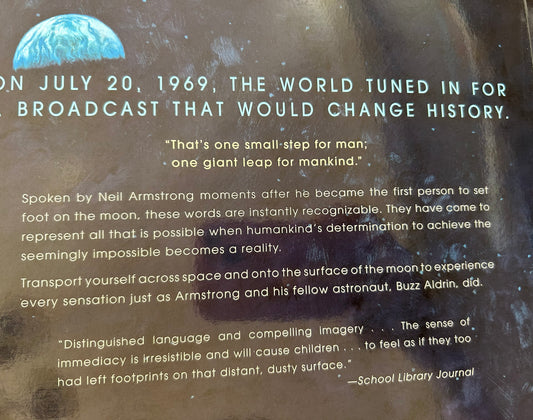 ON JULY 20, 1969, THE WORLD TUNED IN FOR
BROADCAST THAT WOULD CHANGE HISTORY.
"That's one small step for man;
one giant leap for mankind."
Spoken by Neil Armstrong moments after he became the first person to set
foot on the moon, these words are instantly recognizable. They have come to
represent all that is possible when humankind's determination to achieve the
seemingly impossible becomes a reality.
Transport yourself across space and onto the surface of the moon to experience
every sensation just as Armstrong and his fellow astronaut, Buzz Aldrin, did.
"Distinguished language and compelling imagery . . . The sense of
immediacy is irresistible and will cause children . . . to feel as if they too
had left footprints on that distant, dusty surface."
—School Library Journal